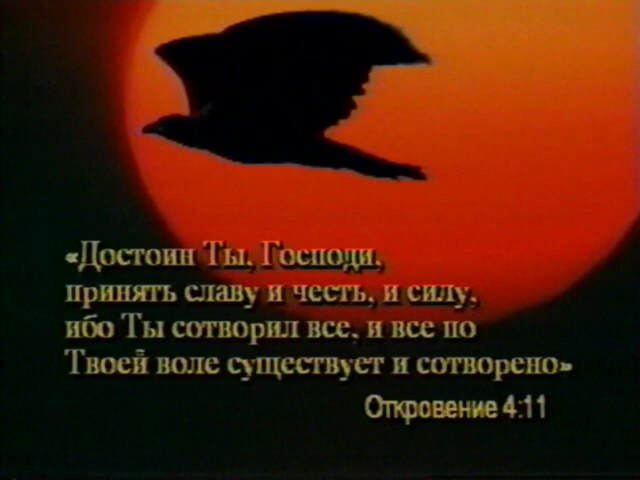 «Достоин Ты, Господи,
принять славу и честь, и силу,
ибо Ты сотворил все, и все по
Твоей воле существует и сотворено»
Откровение 4:11